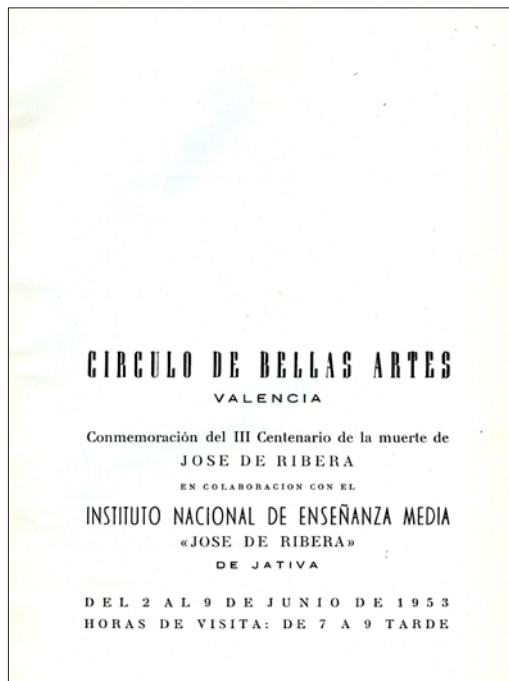 CIRCULO DE BELLAS ARTES
VALENCIA
Conmemoración del III Centenario de la muerte de
JOSE DE RIBERA
EN COLABORACION CON EL
INSTITUTO NACIONAL DE ENSEÑANZA MEDIA
«JOSE DE RIBERA»
DE JATIVA
DEL 2 AL 9 DE JUNIO DE 1953
HORAS DE VISITA: DE 7 A 9 TARDE